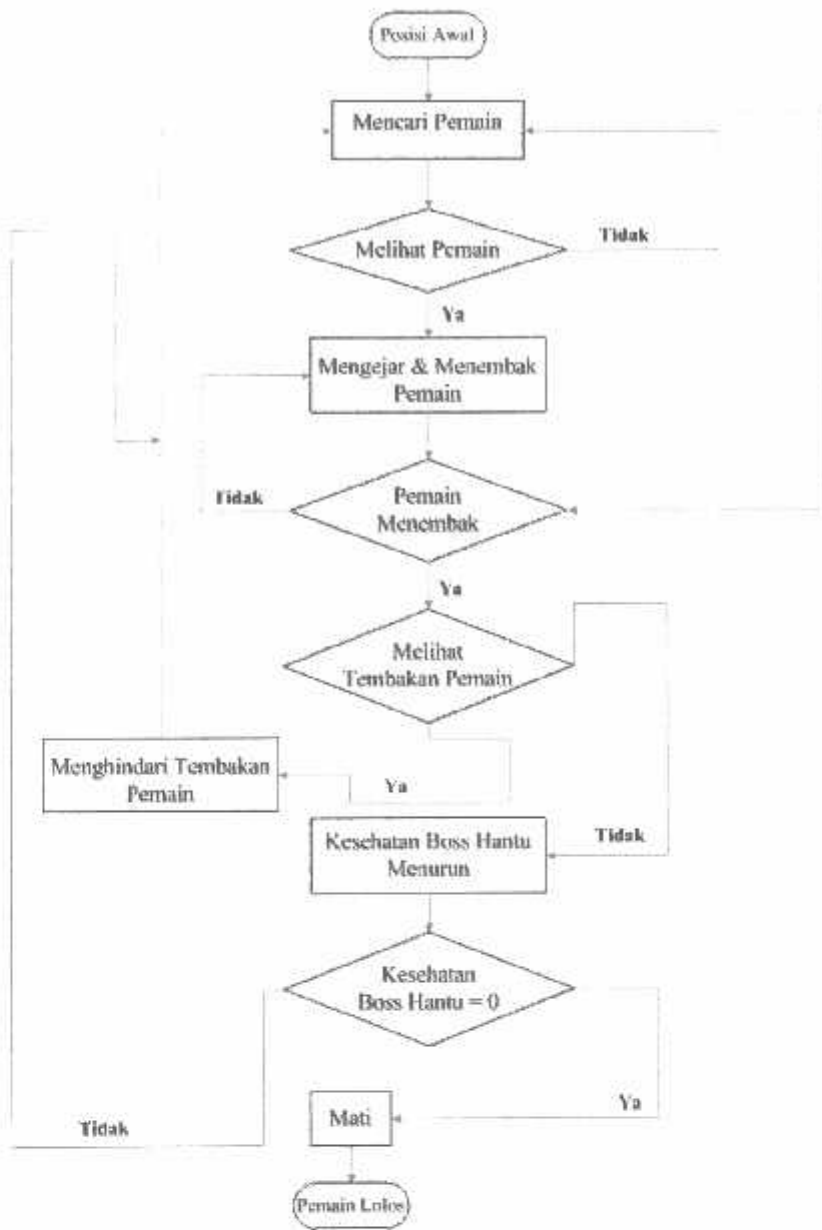 Posisi Awal
Mencari Pemain
Melihat Pemain
Tidak
Ya
Mengejar & Menembak
Pemain
Pemain
Menembak
Tidak
Ya
Melihat
Tembakan Pemain
Menghindari Tembakan
Pemain
Ya
Kesehatan Boss Hantu
Menurun
Tidak
Kesehatan
Boss Hantu = 0
Mati
Ya
Tidak
Pemain Lolos